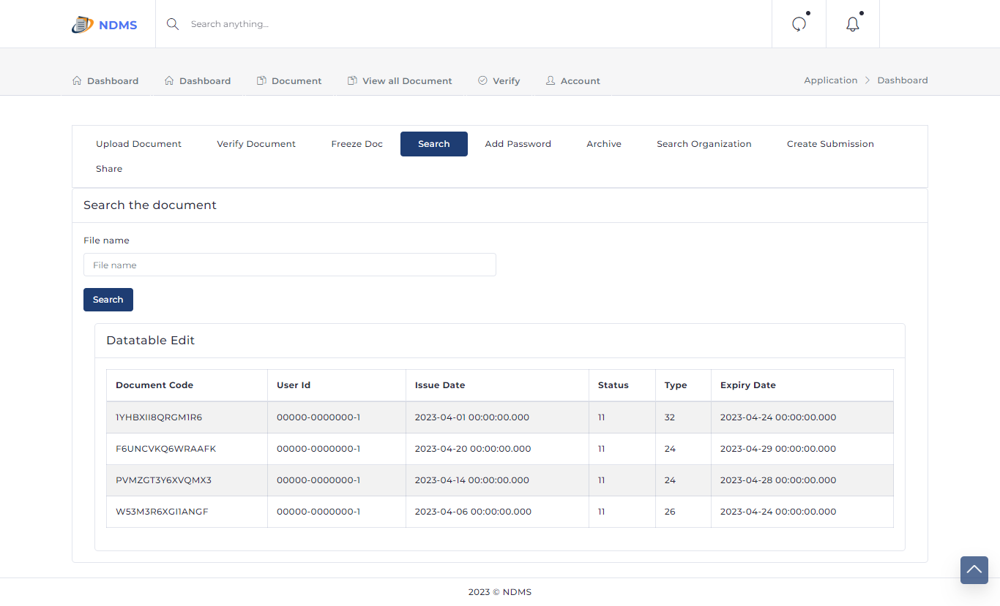 NDMS
Search anything...
Dashboard Dashboard Document View all Document Verify Account Application Dashboard
Upload Document Verify Document Freeze Doc Search Add Password Archive Search Organization Create Submission
Share
Search the document
File name
File name
Search
Datatable Edit
Document Code User Id Issue Date Status Type Expiry Date
1YHBXII8QRGM1R6 00000-0000000-1 2023-04-01 00:00:00.000 11 32 2023-04-24 00:00:00.000
F6UNCVKQ6WRAAFK 00000-0000000-1 2023-04-20 00:00:00.000 11 24 2023-04-29 00:00:00.000
PVMZGT3Y6XVQMX3 00000-0000000-1 2023-04-14 00:00:00.000 11 24 2023-04-28 00:00:00.000
W53M3R6XGI1ANGF 00000-0000000-1 2023-04-06 00:00:00.000 11 26 2023-04-24 00:00:00.000
2023 © NDMS